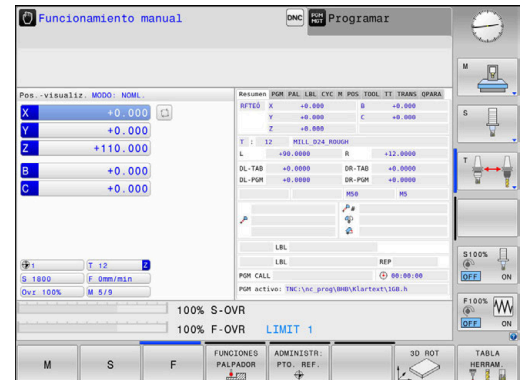 Funcionamiento manual
DNC
PGM MGT
Programar
Pos.-visualiz. MODO: NOML.
X +0.000
Y +0.000
Z +110.000
B +0.000
C +0.000
1 T 12 Z
S 1800 F 0mm/min
Ovr 100% M 5/9
Resumen PGM PAL LBL CYC M POS TOOL TT TRANS QPARA
X +0.000 B +0.000
Y +0.000 C +0.000
Z +0.000
T : 12 MILL_D24_ROUGH
L +90.0000 R +12.0000
DL-TAB +0.0000 DR-TAB +0.0000
DL-PGM +0.0000 DR-PGM +0.0000
M50 M5
LBL
LBL REP
PGM CALL 00:00:00
PGM activo: TNC:\nc_prog\BHB\Klartext\1GB.h
100% S-OVR
100% F-OVR LIMIT 1
M
S
F
FUNCIONES PALPADOR
ADMINISTR. PTO. REF.
3D ROT
TABLA HERRAM.
M
S
T
S100%
OFF ON
F100%
OFF ON